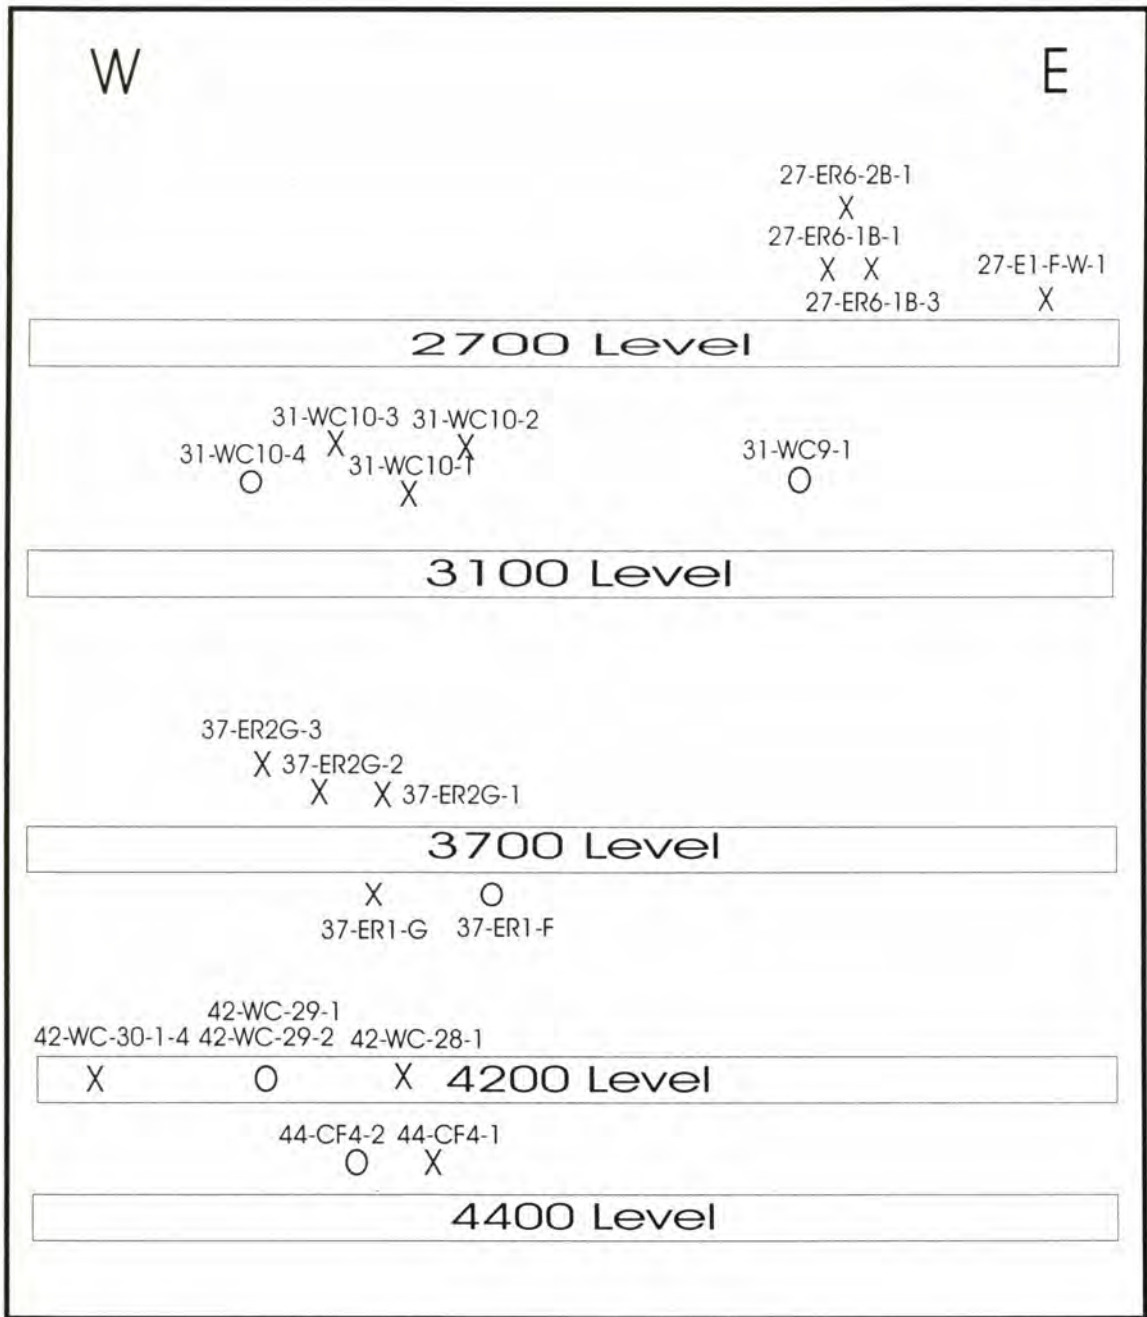 W
E
27-ER6-2B-1
X
27-ER6-1B-1
27-E1-F-W-1
X X
27-ER6-1B-3
X
2700 Level
31-WC10-3
31-WC10-2
31-WC10-4
X
X
31-WC9-1
31-WC10-1
O
X
O
3100 Level
37-ER2G-3
X
37-ER2G-2
X
X
37-ER2G-1
3700 Level
X
O
37-ER1-G
37-ER1-F
42-WC-29-1
42-WC-30-1-4
42-WC-29-2
42-WC-28-1
X
O
X
4200 Level
44-CF4-2
44-CF4-1
O
X
4400 Level